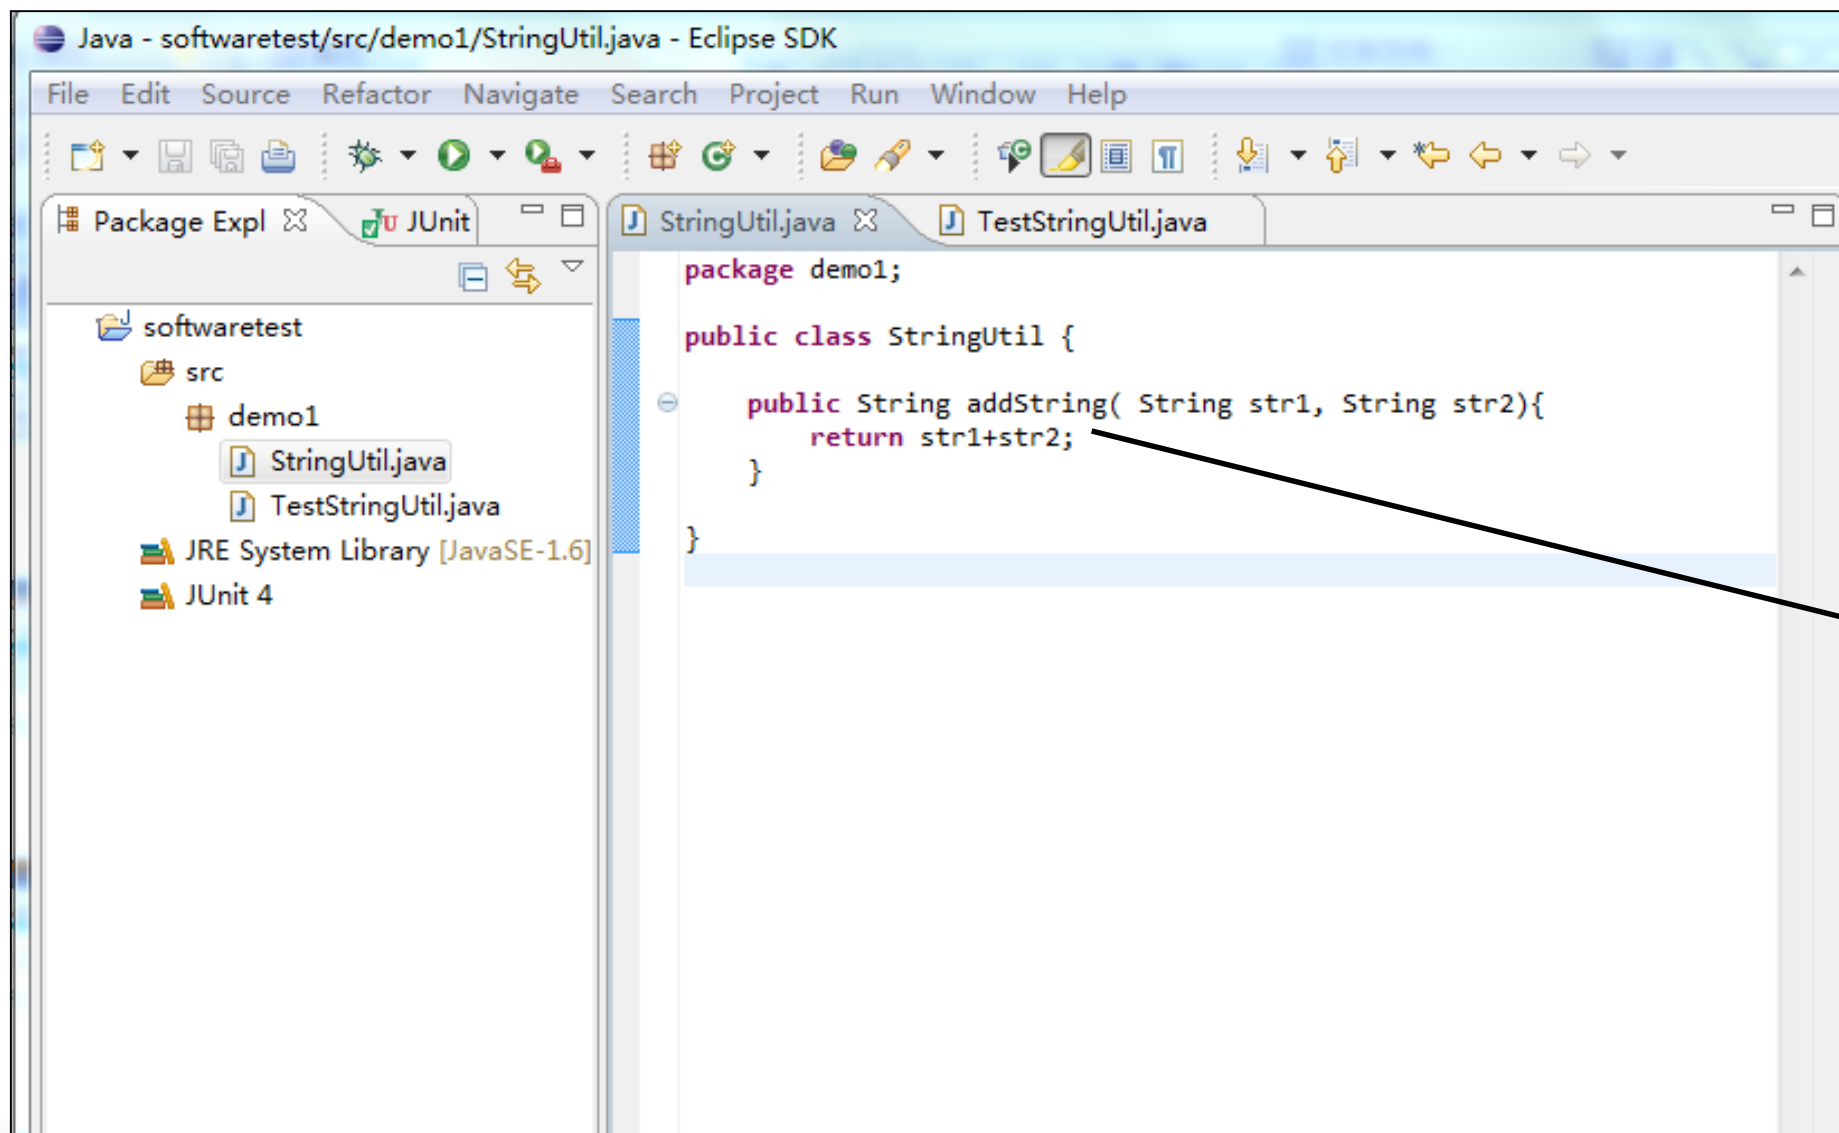 Java - softwaretest/src/demo1/StringUtil.java - Eclipse SDK
File Edit Source Refactor Navigate Search Project Run Window Help
Package Expl
JUnit
softwaretest
src
demo1
StringUtil.java
TestStringUtil.java
JRE System Library [JavaSE-1.6]
JUnit 4
StringUtil.java
TestStringUtil.java
package demo1;
public class StringUtil {
public String addString( String str1, String str2){
return str1+str2;
}
}